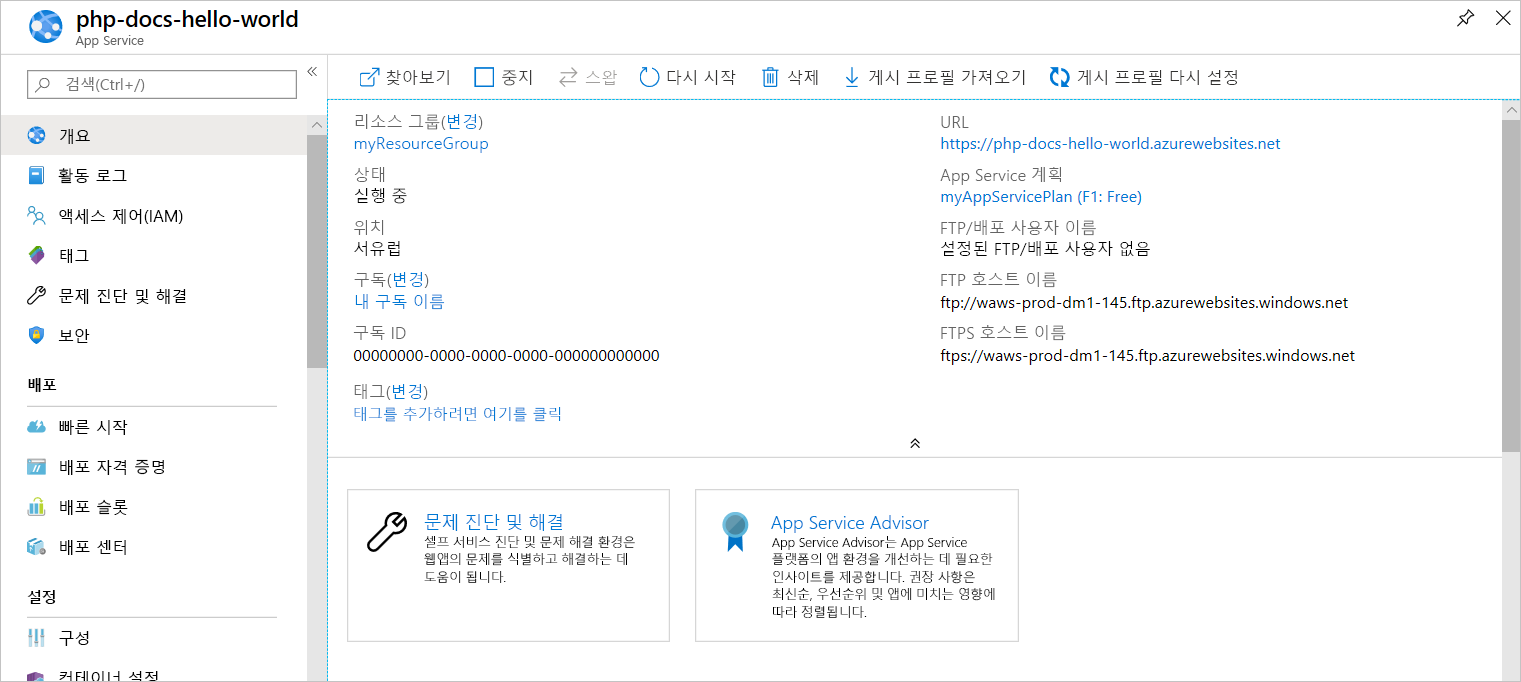 php-docs-hello-world
App Service
검색(Ctrl+/)
개요
활동 로그
액세스 제어(IAM)
태그
문제 진단 및 해결
보안
배포
빠른 시작
배포 자격 증명
배포 슬롯
배포 센터
설정
구성
컨테이너 설정
찾아보기 중지 스왑 다시 시작 삭제 게시 프로필 가져오기 게시 프로필 다시 설정
리소스 그룹(변경)
myResourceGroup
상태
실행 중
위치
서유럽
구독(변경)
내 구독 이름
구독 ID
00000000-0000-0000-0000-000000000000
태그(변경)
태그를 추가하려면 여기를 클릭
URL
https://php-docs-hello-world.azurewebsites.net
App Service 계획
myAppServicePlan (F1: Free)
FTP/배포 사용자 이름
설정된 FTP/배포 사용자 없음
FTP 호스트 이름
ftp://waws-prod-dm1-145.ftp.azurewebsites.windows.net
FTPS 호스트 이름
ftps://waws-prod-dm1-145.ftp.azurewebsites.windows.net
문제 진단 및 해결
셀프 서비스 진단 및 문제 해결 환경은
웹앱의 문제를 식별하고 해결하는 데
도움이 됩니다.
App Service Advisor
App Service Advisor는 App Service
플랫폼의 앱 환경을 개선하는 데 필요한
인사이트를 제공합니다. 권장 사항은
최신순, 우선순위 및 앱에 미치는 영향에
따라 정렬됩니다.